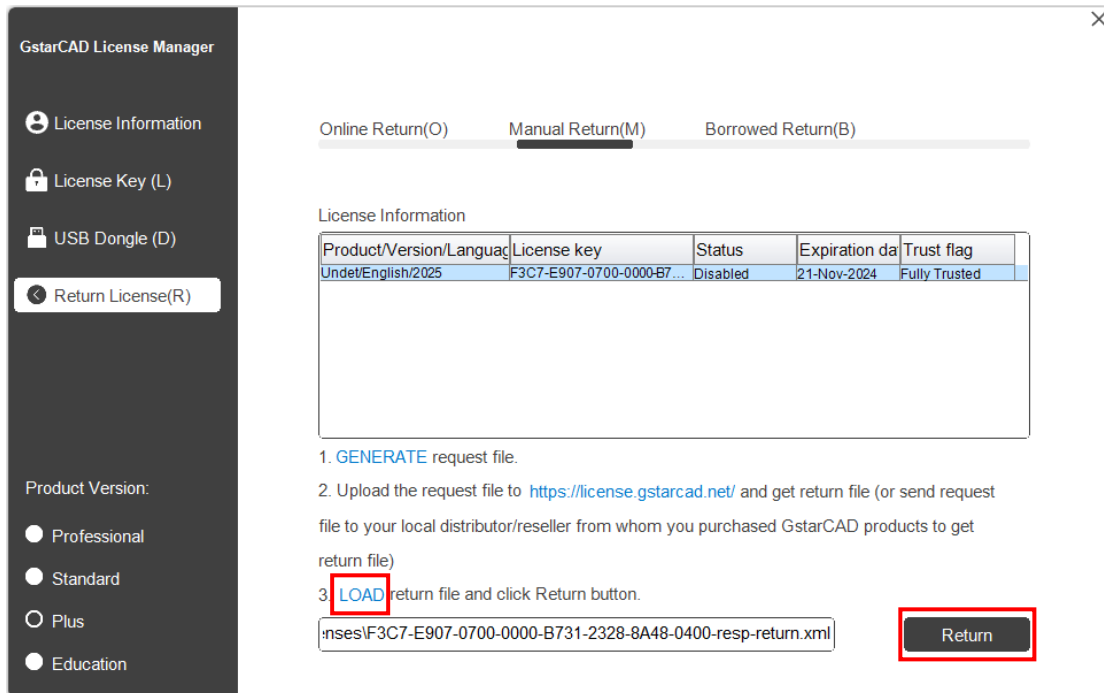 GstarCAD License Manager
License Information
License Key (L)
USB Dongle (D)
Return License(R)
Product Version:
Professional
Standard
Plus
Education
Online Return(O) Manual Return(M) Borrowed Return(B)
License Information
Product/Version/Languag License key Status Expiration da Trust flag
Undet/English/2025 F3C7-E907-0700-0000-B7... Disabled 21-Nov-2024 Fully Trusted
1. GENERATE request file.
2. Upload the request file to https://license.gstarcad.net/ and get return file (or send request
file to your local distributor/reseller from whom you purchased GstarCAD products to get
return file)
3. LOAD return file and click Return button.
enses\F3C7-E907-0700-0000-B731-2328-8A48-0400-resp-return.xml
Return